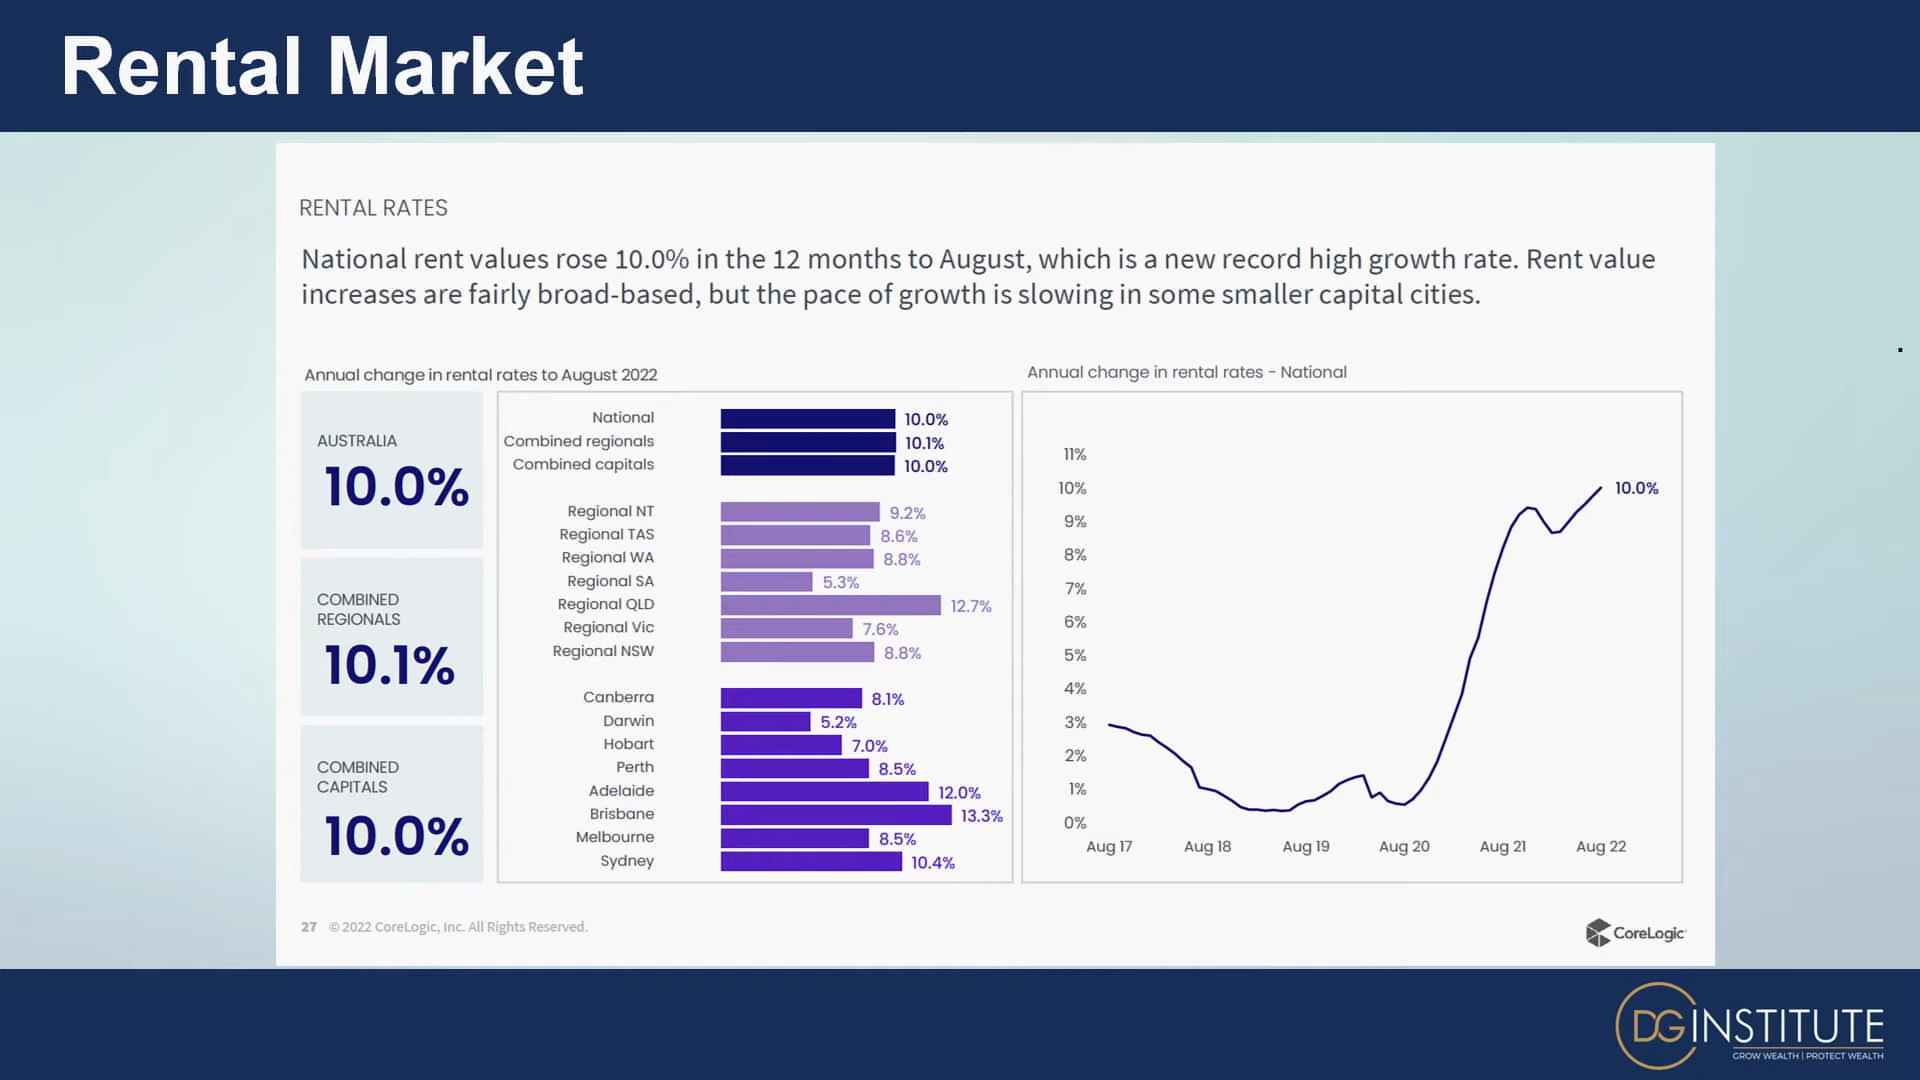 Rental Market
RENTAL RATES
National rent values rose 10.0% in the 12 months to August, which is a new record high growth rate. Rent value
increases are fairly broad-based, but the pace of growth is slowing in some smaller capital cities.
Annual change in rental rates to August 2022
AUSTRALIA
10.0%
COMBINED
REGIONALS
10.1%
COMBINED
CAPITALS
10.0%
National 10.0%
Combined regionals 10.1%
Combined capitals 10.0%
Regional NT 9.2%
Regional TAS 8.6%
Regional WA 8.8%
Regional SA 5.3%
Regional QLD 12.7%
Regional Vic 7.6%
Regional NSW 8.8%
Canberra 8.1%
Darwin 5.2%
Hobart 7.0%
Perth 8.5%
Adelaide 12.0%
Brisbane 13.3%
Melbourne 8.5%
Sydney 10.4%
Annual change in rental rates - National
11%
10%
9%
8%
7%
6%
5%
4%
3%
2%
1%
0%
10.0%
Aug 17 Aug 18 Aug 19 Aug 20 Aug 21 Aug 22
27 © 2022 CoreLogic, Inc. All Rights Reserved.
CoreLogic
DG INSTITUTE
GROW WEALTH | PROTECT WEALTH